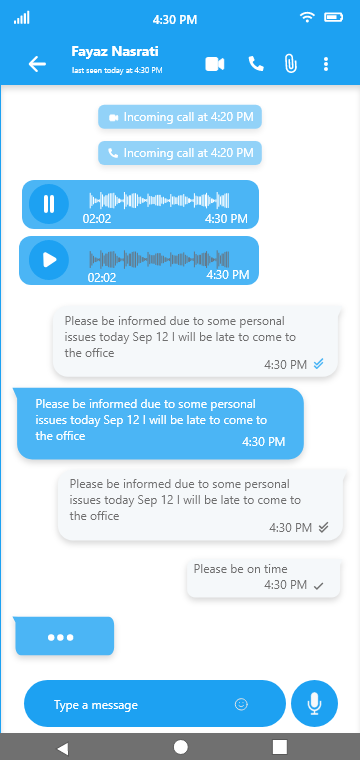 4:30 PM
Fayaz Nasrati
last seen today at 4:30 PM
Incoming call at 4:20 PM
Incoming call at 4:20 PM
02:02 4:30 PM
02:02 4:30 PM
Please be informed due to some personal
issues today Sep 12 I will be late to come to
the office
4:30 PM
Please be informed due to some personal
issues today Sep 12 I will be late to come to
the office
4:30 PM
Please be informed due to some personal
issues today Sep 12 I will be late to come to
the office
4:30 PM
Please be on time
4:30 PM
Type a message